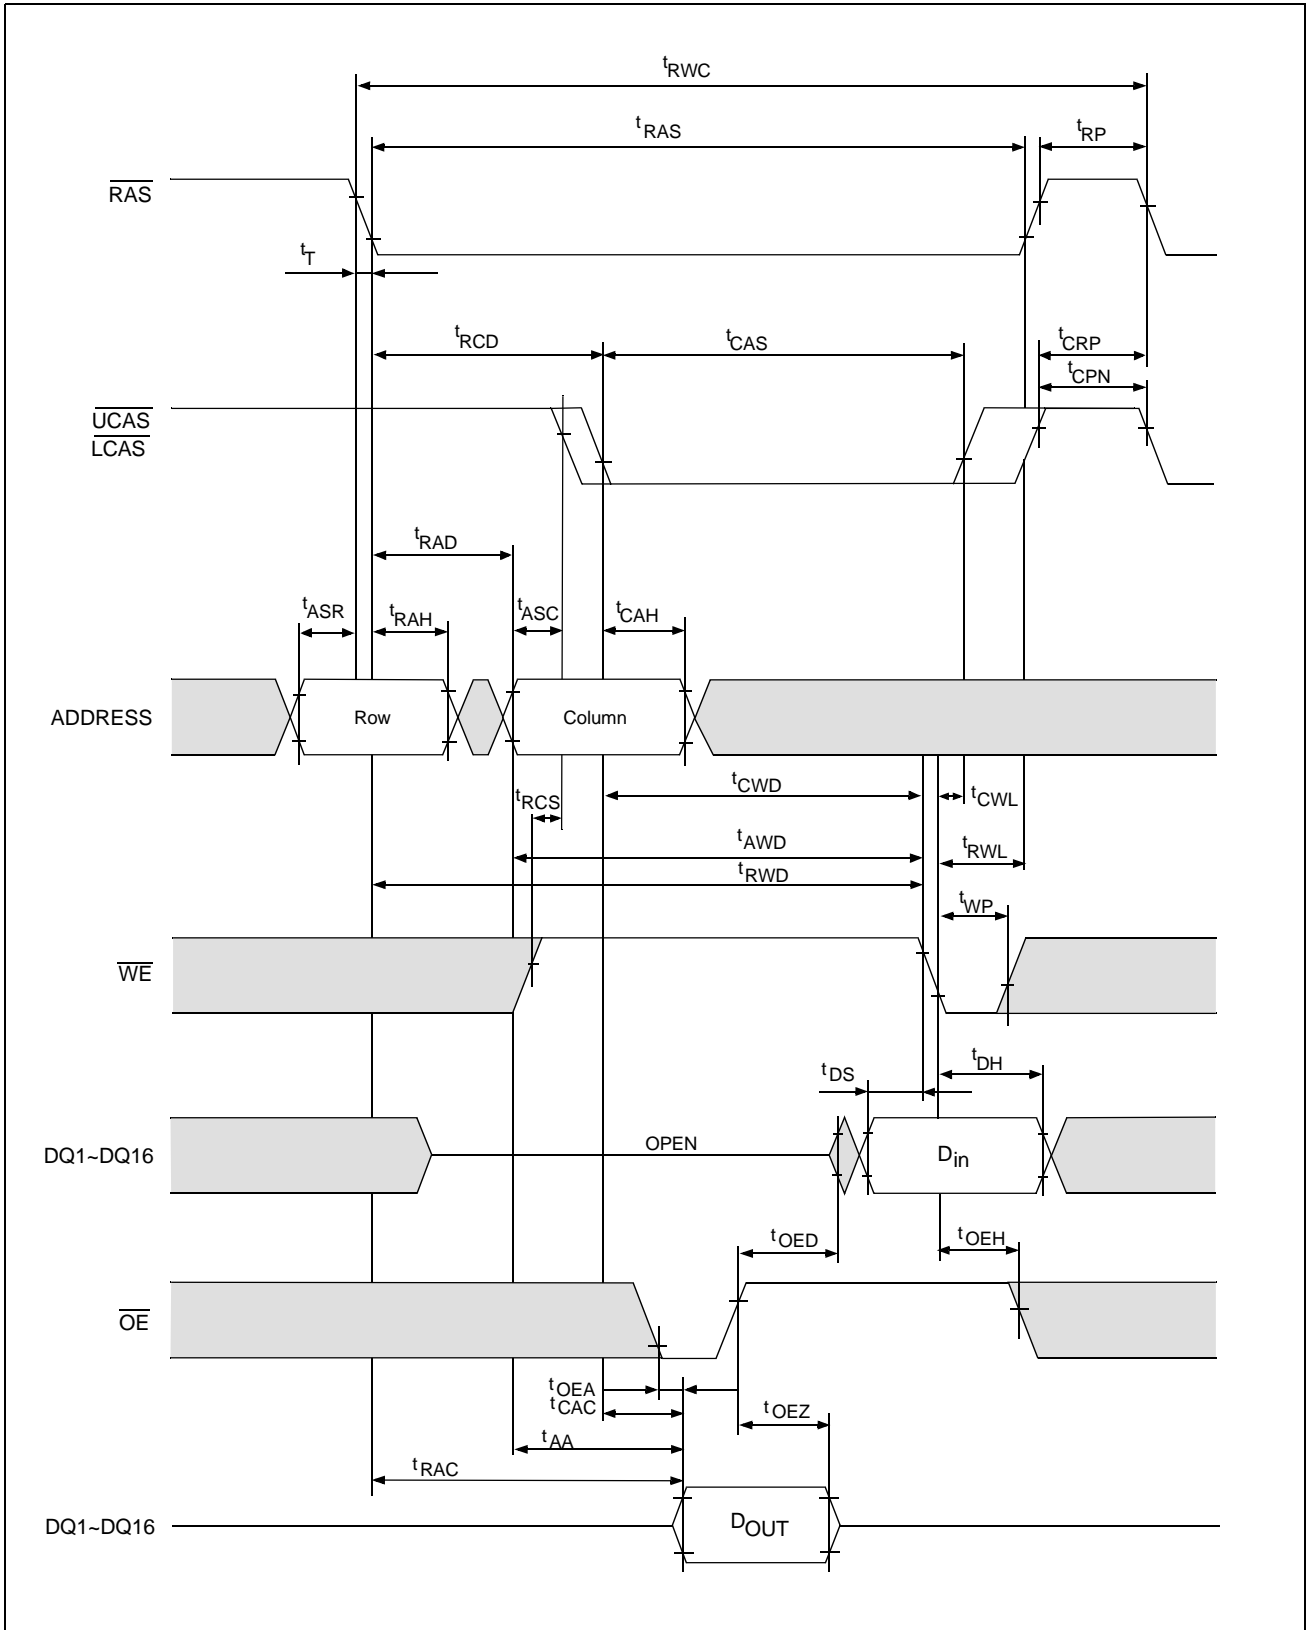 tRWC
tRAS
tRP
RAS
tT
tRCD
tCAS
tCRP
tCPN
UCAS
LCAS
tRAD
tASR
tRAH
tASC
tCAH
ADDRESS
Row
Column
tCWD
tRCS
tCWL
tAWD
tRWL
tRWD
tWP
WE
tDS
tDH
DQ1~DQ16
OPEN
Din
tOED
tOEH
OE
tOEA
tCAC
tOEZ
tAA
tRAC
DQ1~DQ16
DOUT